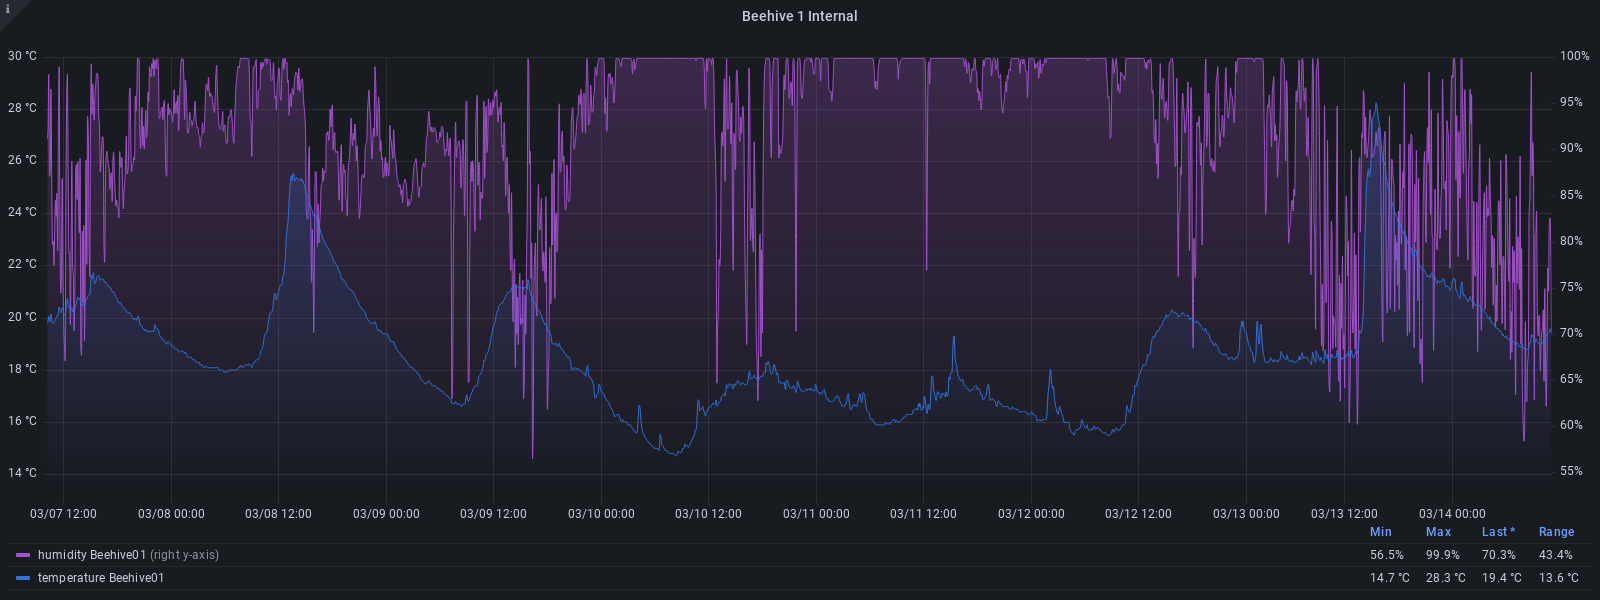 i
Beehive 1 Internal
30 °C 100%
28 °C 95%
26 °C 90%
24 °C 85%
22 °C 80%
20 °C 75%
18 °C 70%
16 °C 65%
14 °C 60%
55%
03/07 12:00 03/08 00:00 03/08 12:00 03/09 00:00 03/09 12:00 03/10 00:00 03/10 12:00 03/11 00:00 03/11 12:00 03/12 00:00 03/12 12:00 03/13 00:00 03/13 12:00 03/14 00:00
Min Max Last * Range
humidity Beehive01 (right y-axis) 56.5% 99.9% 70.3% 43.4%
temperature Beehive01 14.7 °C 28.3 °C 19.4 °C 13.6 °C